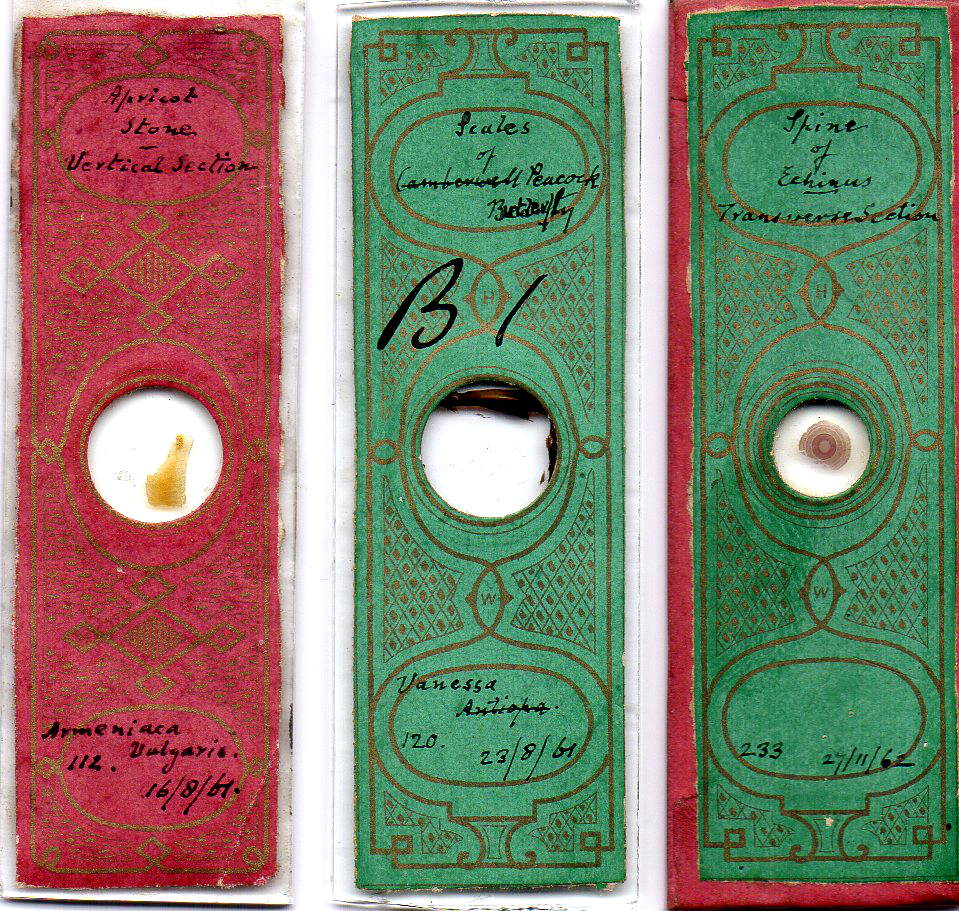 Apricot
Stone
Vertical Section
Armeniaca
112. Vulgaris.
16/8/61.
Scales
of
Camberwell Peacock
Butterfly
H
B 1
W
Vanessa
Antiopa.
120.
23/8/61
Spine
of
Echinus
Transverse Section
H
W
233
27/11/62